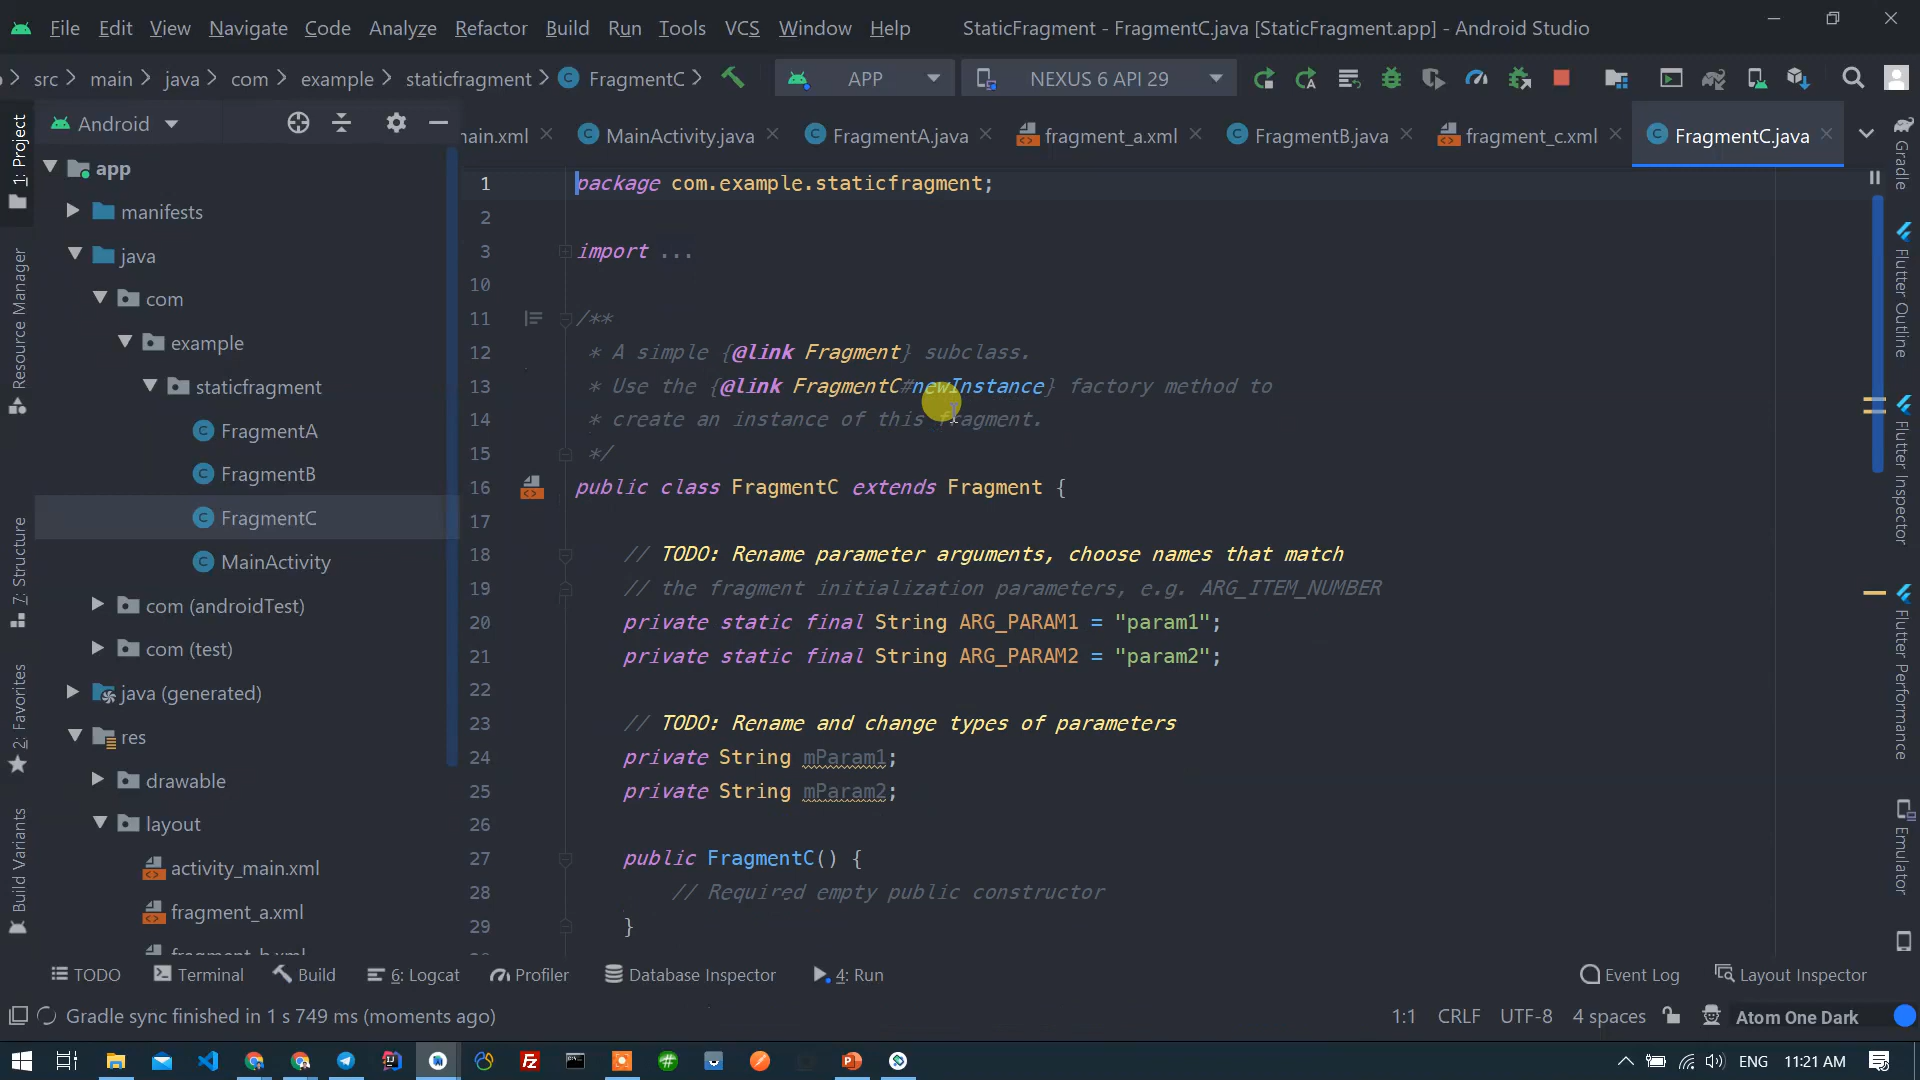 File Edit View Navigate Code Analyze Refactor Build Run Tools VCS Window Help StaticFragment - FragmentC.java [StaticFragment.app] - Android Studio
src main java com example staticfragment FragmentC APP NEXUS 6 API 29
Android
ain.xml MainActivity.java FragmentA.java fragment_a.xml FragmentB.java fragment_c.xml FragmentC.java
1: Project
Resource Manager
7: Structure
2: Favorites
Build Variants
app
manifests
java
com
example
staticfragment
FragmentA
FragmentB
FragmentC
MainActivity
com (androidTest)
com (test)
java (generated)
res
drawable
layout
activity_main.xml
fragment_a.xml
fragment_b.xml
1 package com.example.staticfragment;
2
3 import ...
10
11 /**
12 * A simple {@link Fragment} subclass.
13 * Use the {@link FragmentC#newInstance} factory method to
14 * create an instance of this fragment.
15 */
16 public class FragmentC extends Fragment {
17
18 // TODO: Rename parameter arguments, choose names that match
19 // the fragment initialization parameters, e.g. ARG_ITEM_NUMBER
20 private static final String ARG_PARAM1 = "param1";
21 private static final String ARG_PARAM2 = "param2";
22
23 // TODO: Rename and change types of parameters
24 private String mParam1;
25 private String mParam2;
26
27 public FragmentC() {
28 // Required empty public constructor
29 }
Gradle
Flutter Outline
Flutter Inspector
Flutter Performance
Emulator
TODO Terminal Build 6: Logcat Profiler Database Inspector 4: Run Event Log Layout Inspector
Gradle sync finished in 1 s 749 ms (moments ago) 1:1 CRLF UTF-8 4 spaces Atom One Dark
ENG 11:21 AM